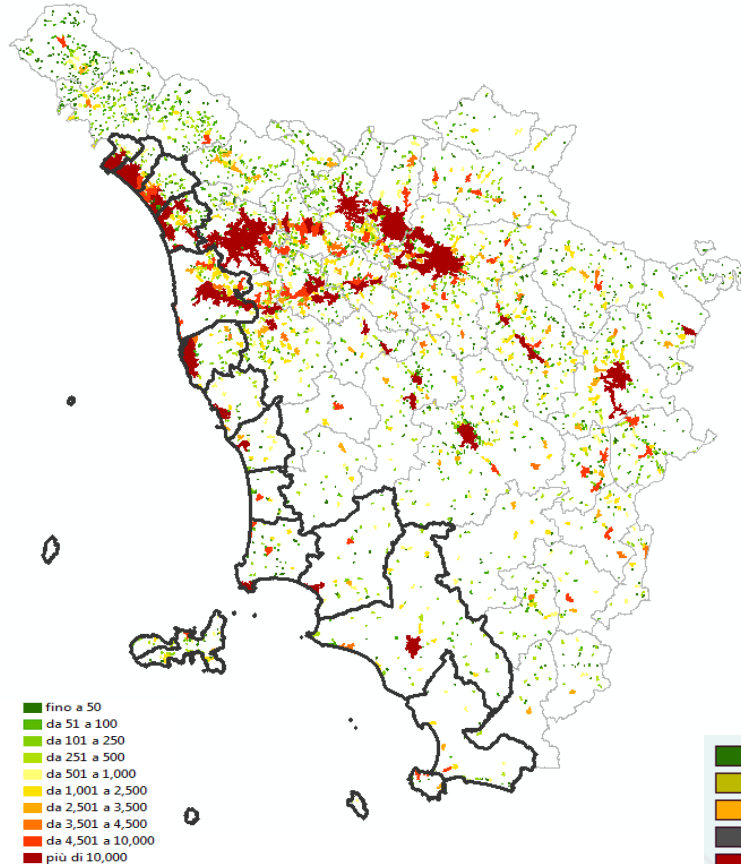 fino a 50
da 51 a 100
da 101 a 250
da 251 a 500
da 501 a 1,000
da 1,001 a 2,500
da 2,501 a 3,500
da 3,501 a 4,500
da 4,501 a 10,000
più di 10,000